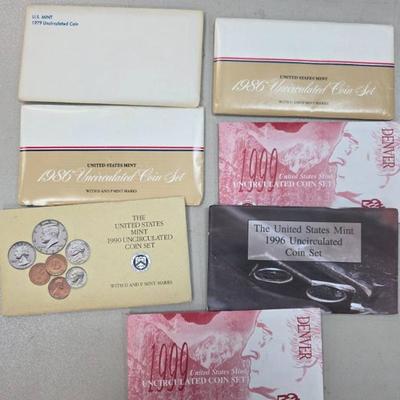 U.S. MINT
1979 Uncirculated Coin
UNITED STATES MINT
1986 Uncirculated Coin Set
WITH D AND P MINT MARKS
UNITED STATES MINT
1986 Uncirculated Coin Set
WITH D AND P MINT MARKS
DENVER
1999
United States Mint
UNCIRCULATED COIN SET
THE
UNITED STATES
MINT
1990 UNCIRCULATED
COIN SET
WITH D AND P MINT MARKS
The United States Mint
1996 Uncirculated
Coin Set
DENVER
1999
United States Mint
UNCIRCULATED COIN SET